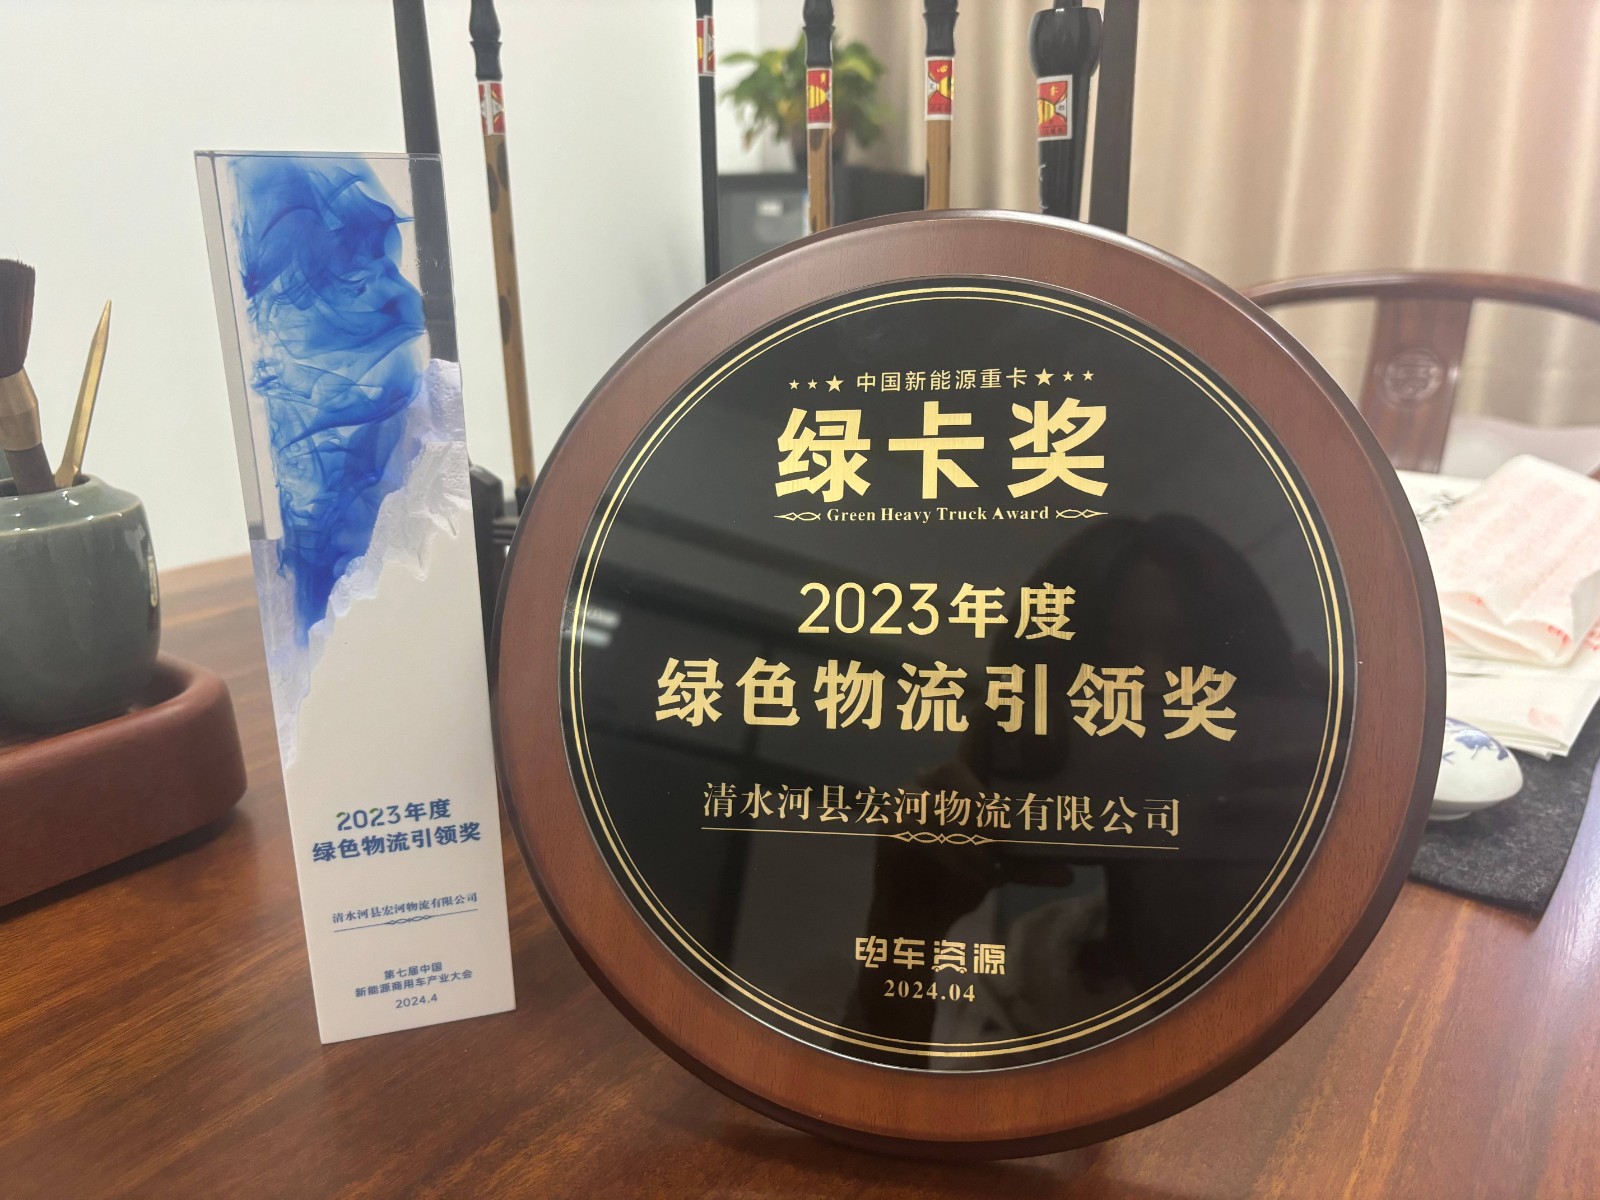 2023年度
绿色物流引领奖
清水河县宏河物流有限公司
第七届中国
新能源商用车产业大会
2024.4
中国新能源重卡
绿卡奖
Green Heavy Truck Award
2023年度
绿色物流引领奖
清水河县宏河物流有限公司
电车资源
2024.04